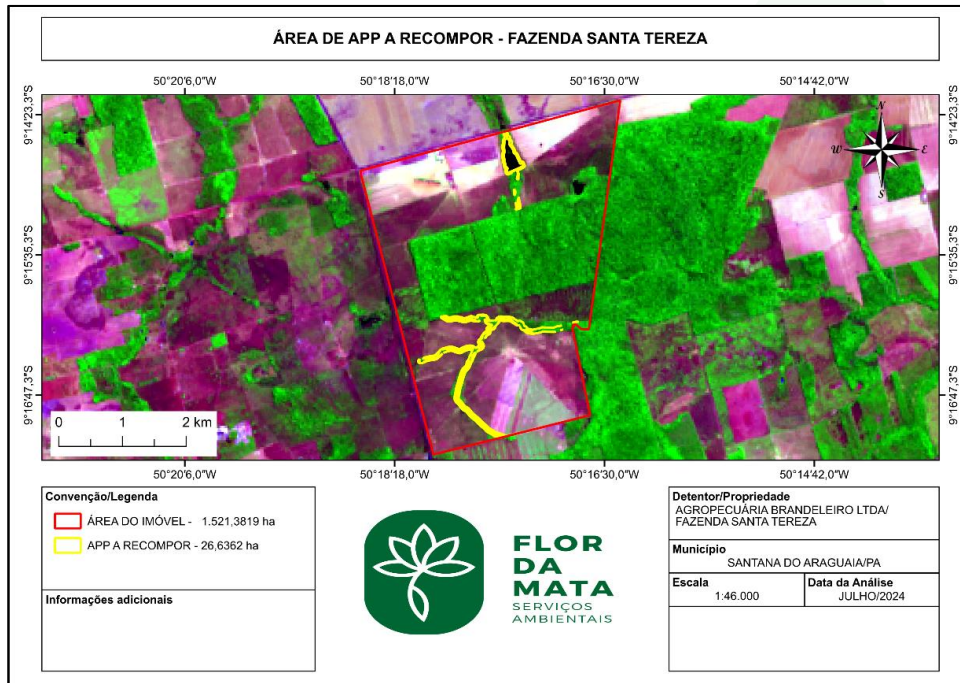 ÁREA DE APP A RECOMPOR - FAZENDA SANTA TEREZA
50°20'6,0"W 50°18'18,0"W 50°16'30,0"W 50°14'42,0"W
9°14'23.3"S 9°14'23.3"S
N
W E
S
9°15'35.3"S 9°15'35.3"S
9°16'47.3"S 9°16'47.3"S
0 1 2 km
50°20'6,0"W 50°18'18,0"W 50°16'30,0"W 50°14'42,0"W
Convenção/Legenda
ÁREA DO IMÓVEL - 1.521,3819 ha
APP A RECOMPOR - 26,6362 ha
Informações adicionais
FLOR
DA
MATA
SERVIÇOS
AMBIENTAIS
Detentor/Propriedade
AGROPECUÁRIA BRANDELEIRO LTDA/
FAZENDA SANTA TEREZA
Município
SANTANA DO ARAGUAIA/PA
Escala Data da Análise
1:46.000 JULHO/2024